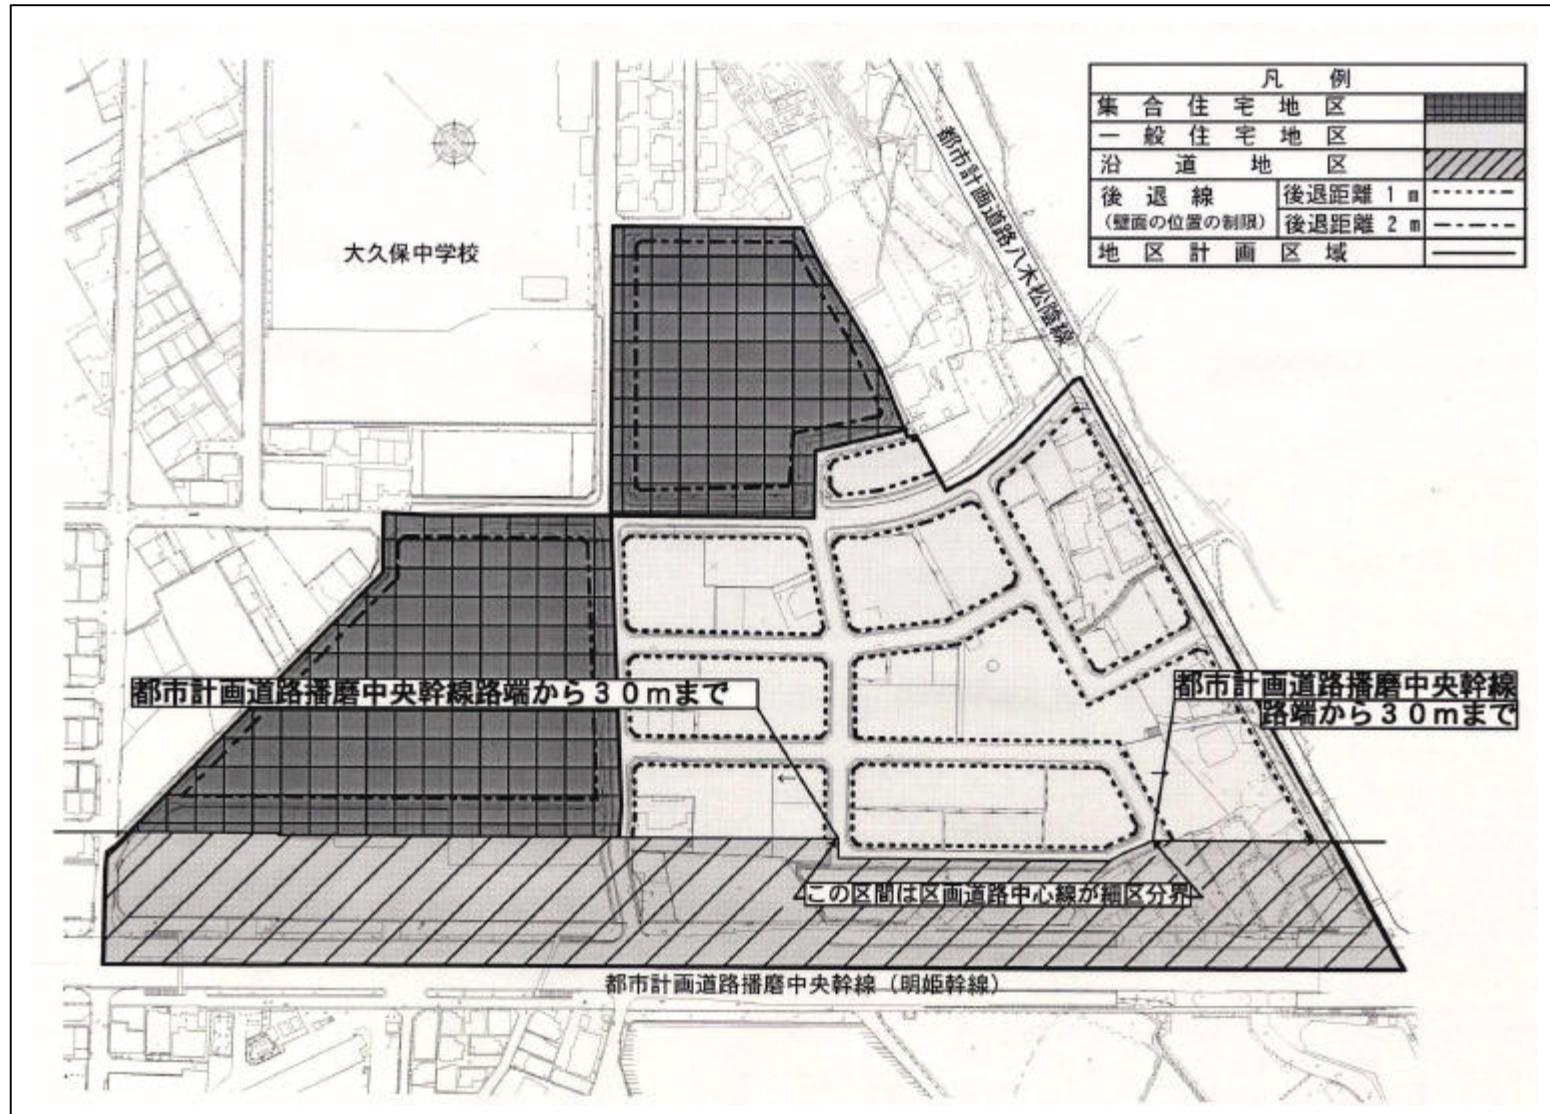 凡例
集合住宅地区
一般住宅地区
沿道地区
後退線
(壁面の位置の制限)
後退距離 1 m
後退距離 2 m
地区計画区域
都市計画道路八木松陰線
大久保中学校
都市計画道路播磨中央幹線路端から30mまで
都市計画道路播磨中央幹線
路端から30mまで
この区間は区画道路中心線が細区分界
都市計画道路播磨中央幹線(明姫幹線)